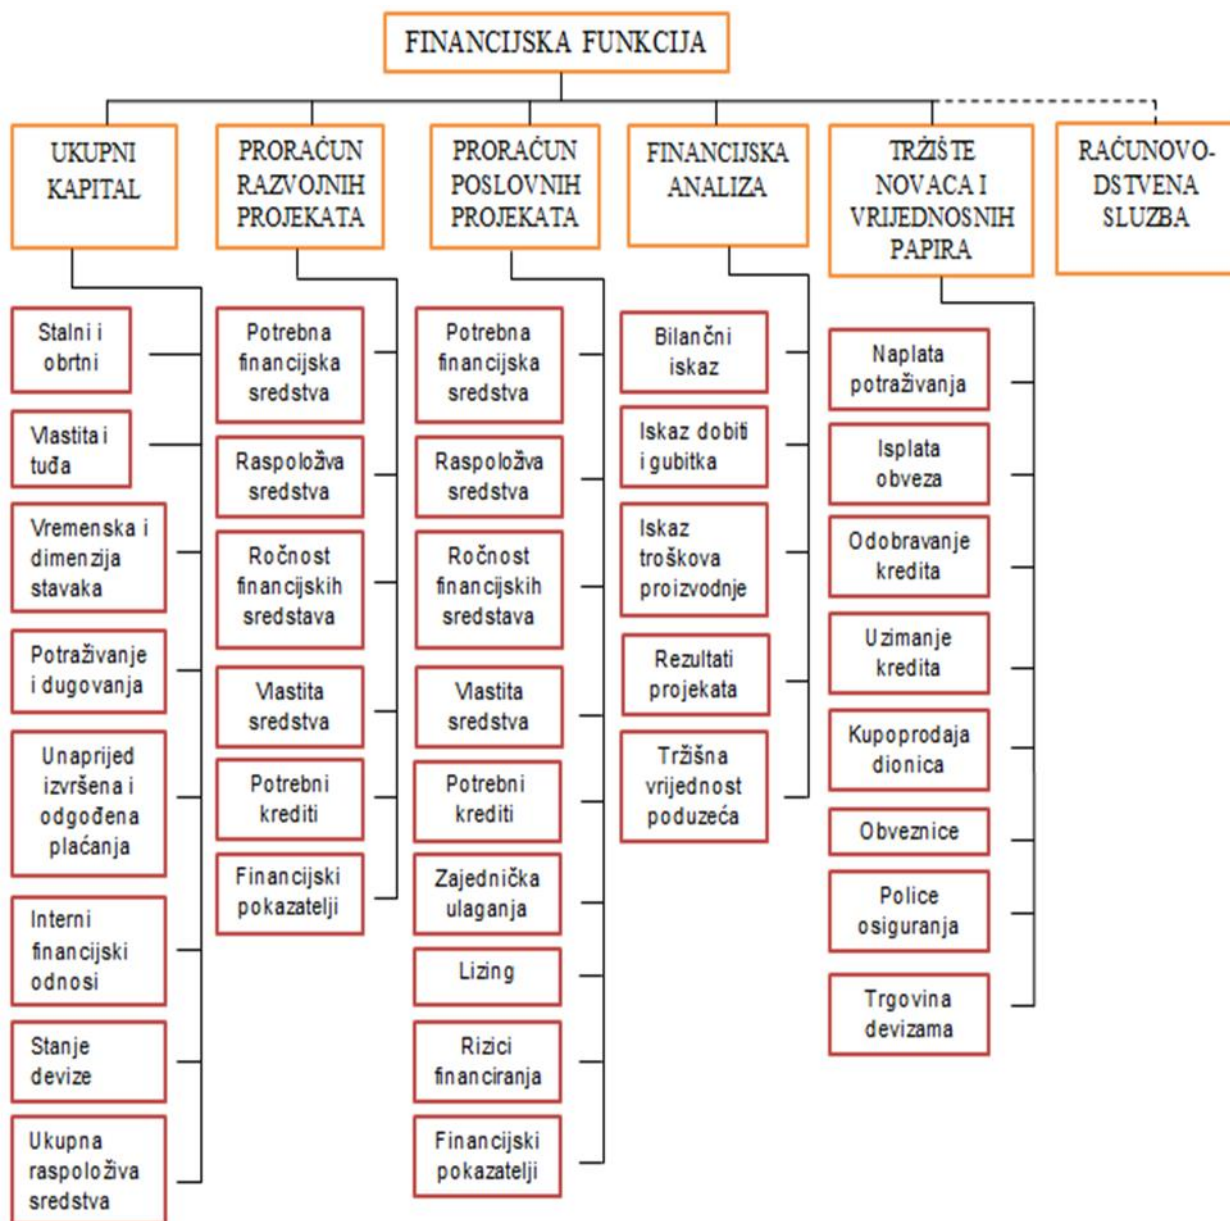 FINANCIJSKA FUNKCIJA
UKUPNI
KAPITAL
PRORAČUN
RAZVOJNIH
PROJEKATA
PRORAČUN
POSLOVNIH
PROJEKATA
FINANCIJSKA
ANALIZA
TRŽIŠTE
NOVACA I
VRIJEDNOSNIH
PAPIRA
RAČUNOVO-
DSTVENA
SLUZBA
Stalni i
obrtni
Vlastita i
tuđa
Vremenska i
dimenzija
stavaka
Potraživanje
i dugovanja
Unaprijed
izvršena i
odgođena
plaćanja
Interni
financijski
odnosi
Stanje
devize
Ukupna
raspoloživa
sredstva
Potrebna
financijska
sredstva
Raspoloživa
sredstva
Ročnost
financijskih
sredstava
Vlastita
sredstva
Potrebni
krediti
Financijski
pokazatelji
Potrebna
financijska
sredstva
Raspoloživa
sredstva
Ročnost
financijskih
sredstava
Vlastita
sredstva
Potrebni
krediti
Zajednička
ulaganja
Lizing
Rizici
financiranja
Financijski
pokazatelji
Bilančni
iskaz
Iskaz dobiti
i gubitka
Iskaz
troškova
proizvodnje
Rezultati
projekata
Tržišna
vrijednost
poduzeća
Naplata
potraživanja
Isplata
obveza
Odobravanje
kredita
Uzimanje
kredita
Kupoprodaja
dionica
Obveznice
Police
osiguranja
Trgovina
devizama